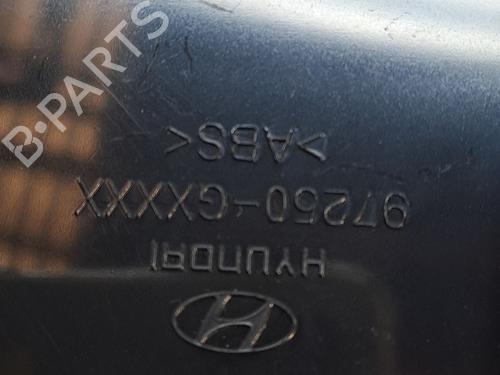 HYUNDAI
97250-GXXXX
>ABS<
B-PARTS